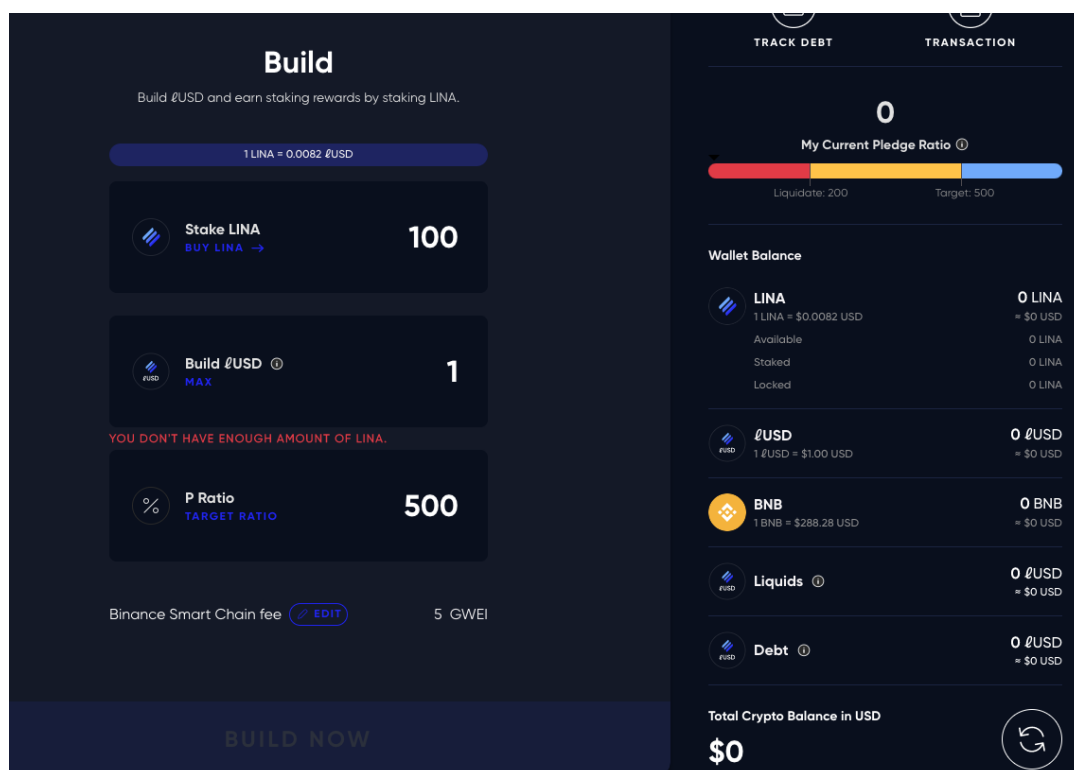 Build
Build ℓUSD and earn staking rewards by staking LINA.
1 LINA = 0.0082 ℓUSD
Stake LINA
BUY LINA →
100
Build ℓUSD
MAX
1
ℓUSD
YOU DON'T HAVE ENOUGH AMOUNT OF LINA.
P Ratio
TARGET RATIO
500
%
Binance Smart Chain fee EDIT 5 GWEI
BUILD NOW
TRACK DEBT TRANSACTION
0
My Current Pledge Ratio
Liquidate: 200 Target: 500
Wallet Balance
LINA 0 LINA
1 LINA = $0.0082 USD ≈ $0 USD
Available 0 LINA
Staked 0 LINA
Locked 0 LINA
ℓUSD 0 ℓUSD
ℓUSD
1 ℓUSD = $1.00 USD ≈ $0 USD
BNB 0 BNB
1 BNB = $288.28 USD ≈ $0 USD
Liquids 0 ℓUSD
ℓUSD
≈ $0 USD
Debt 0 ℓUSD
ℓUSD
≈ $0 USD
Total Crypto Balance in USD
$0